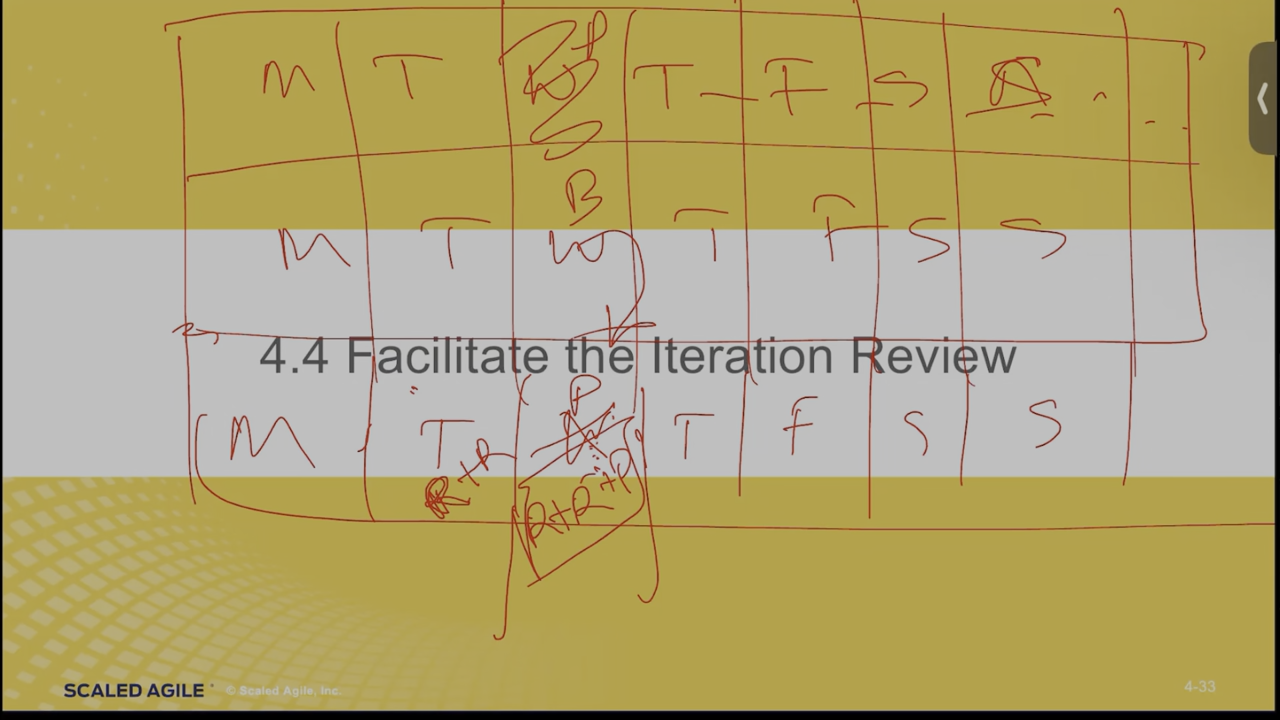 P
M T W T F S S
B
M T W T F S S
4.4 Facilitate the Iteration Review
P
M T W T F S S
R+R R+R+P
SCALED AGILE © Scaled Agile, Inc.
4-33